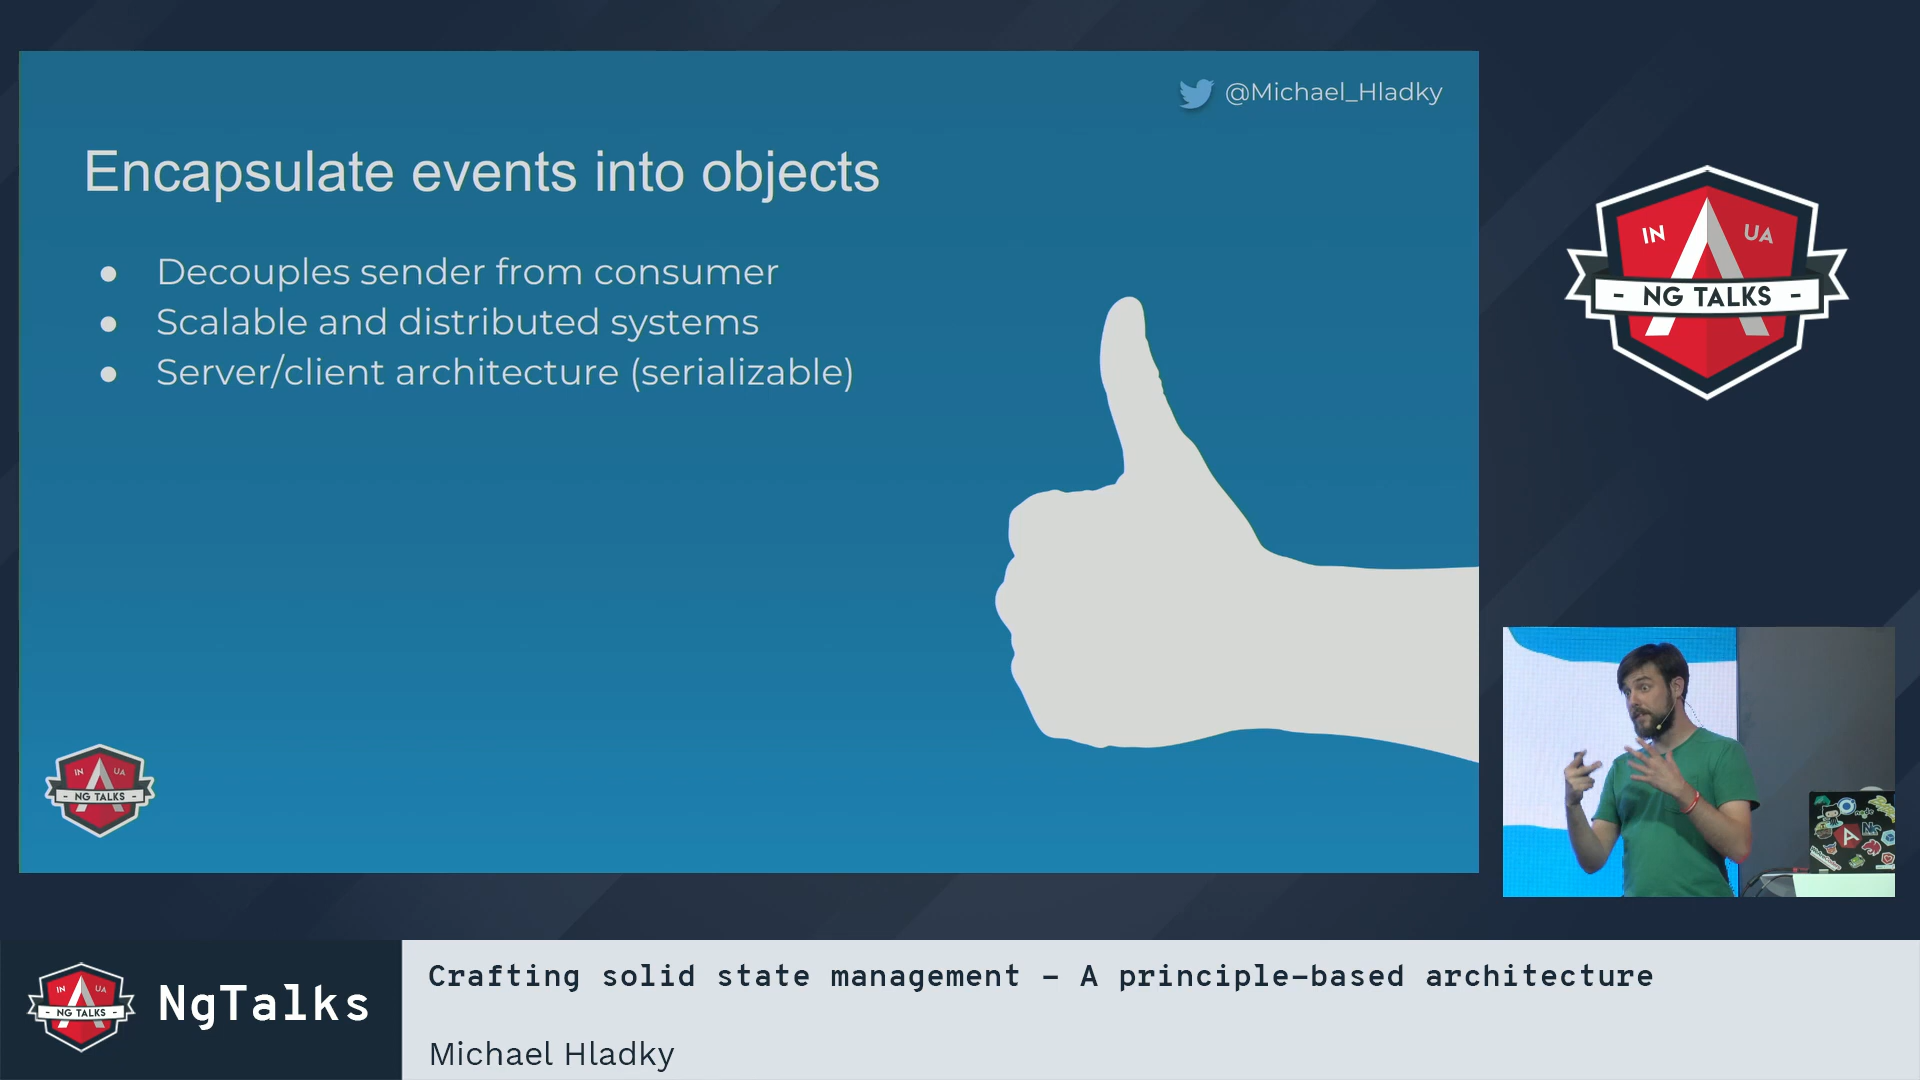 @Michael_Hladky
Encapsulate events into objects
● Decouples sender from consumer
● Scalable and distributed systems
● Server/client architecture (serializable)
IN UA
- NG TALKS -
IN UA
- NG TALKS -
IN UA
- NG TALKS -
NgTalks
Crafting solid state management – A principle-based architecture
Michael Hladky